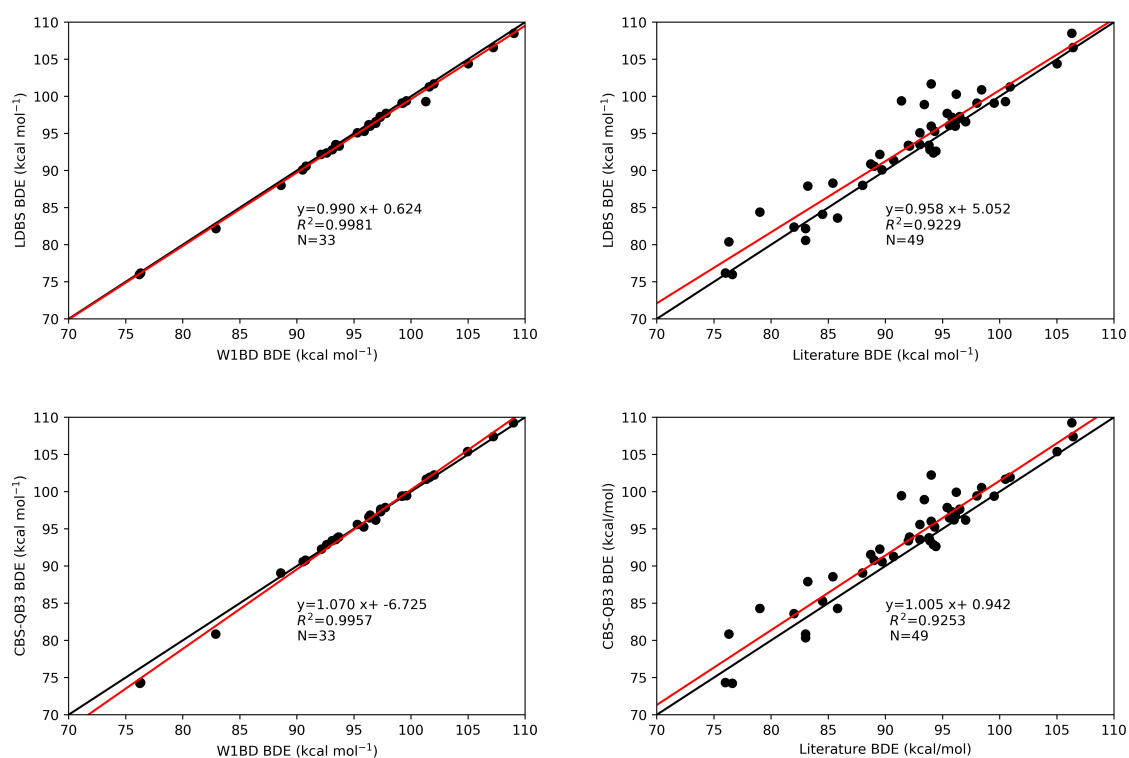 110
105
100
95
90
85
80
75
70
LDBS BDE (kcal mol⁻¹)
y=0.990 x+ 0.624
R²=0.9981
N=33
70 75 80 85 90 95 100 105 110
W1BD BDE (kcal mol⁻¹)
110
105
100
95
90
85
80
75
70
LDBS BDE (kcal mol⁻¹)
y=0.958 x+ 5.052
R²=0.9229
N=49
70 75 80 85 90 95 100 105 110
Literature BDE (kcal mol⁻¹)
110
105
100
95
90
85
80
75
70
CBS-QB3 BDE (kcal mol⁻¹)
y=1.070 x+ -6.725
R²=0.9957
N=33
70 75 80 85 90 95 100 105 110
W1BD BDE (kcal mol⁻¹)
110
105
100
95
90
85
80
75
70
CBS-QB3 BDE (kcal/mol)
y=1.005 x+ 0.942
R²=0.9253
N=49
70 75 80 85 90 95 100 105 110
Literature BDE (kcal/mol)